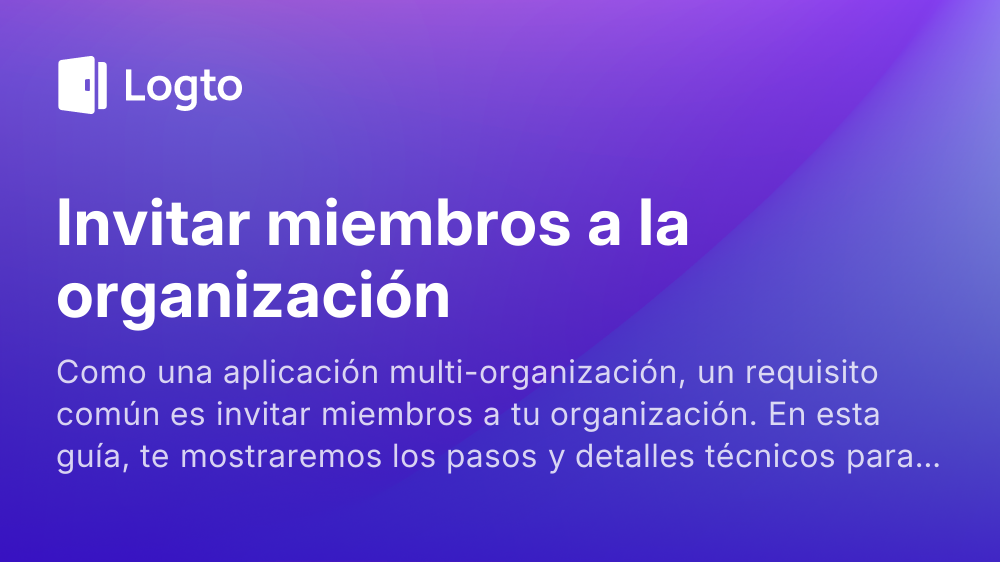 Logto
Invitar miembros a la
organización
Como una aplicación multi-organización, un requisito
común es invitar miembros a tu organización. En esta
guía, te mostraremos los pasos y detalles técnicos para...